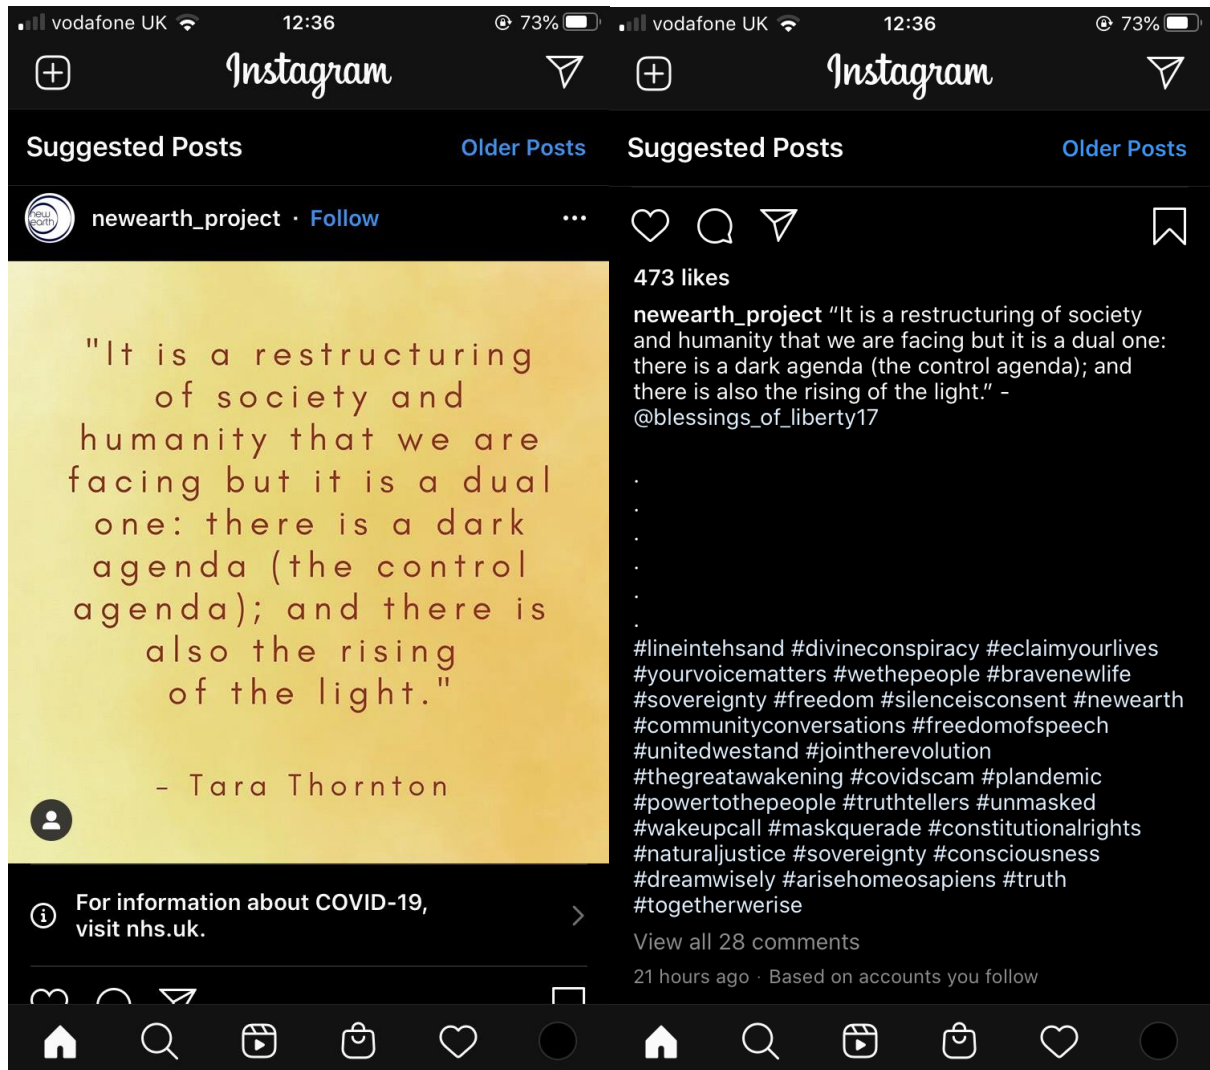 vodafone UK
12:36
73%
Instagram
Suggested Posts
Older Posts
new
earth
newearth_project · Follow
"It is a restructuring
of society and
humanity that we are
facing but it is a dual
one: there is a dark
agenda (the control
agenda); and there is
also the rising
of the light."
- Tara Thornton
For information about COVID-19,
visit nhs.uk.
vodafone UK
12:36
73%
Instagram
Suggested Posts
Older Posts
473 likes
newearth_project “It is a restructuring of society
and humanity that we are facing but it is a dual one:
there is a dark agenda (the control agenda); and
there is also the rising of the light.” -
@blessings_of_liberty17
.
.
.
.
.
.
#lineintehsand #divineconspiracy #eclaimyourlives
#yourvoicematters #wethepeople #bravenewlife
#sovereignty #freedom #silenceisconsent #newearth
#communityconversations #freedomofspeech
#unitedwestand #jointherevolution
#thegreatawakening #covidscam #plandemic
#powertothepeople #truthtellers #unmasked
#wakeupcall #maskquerade #constitutionalrights
#naturaljustice #sovereignty #consciousness
#dreamwisely #arisehomeosapiens #truth
#togetherwerise
View all 28 comments
21 hours ago · Based on accounts you follow